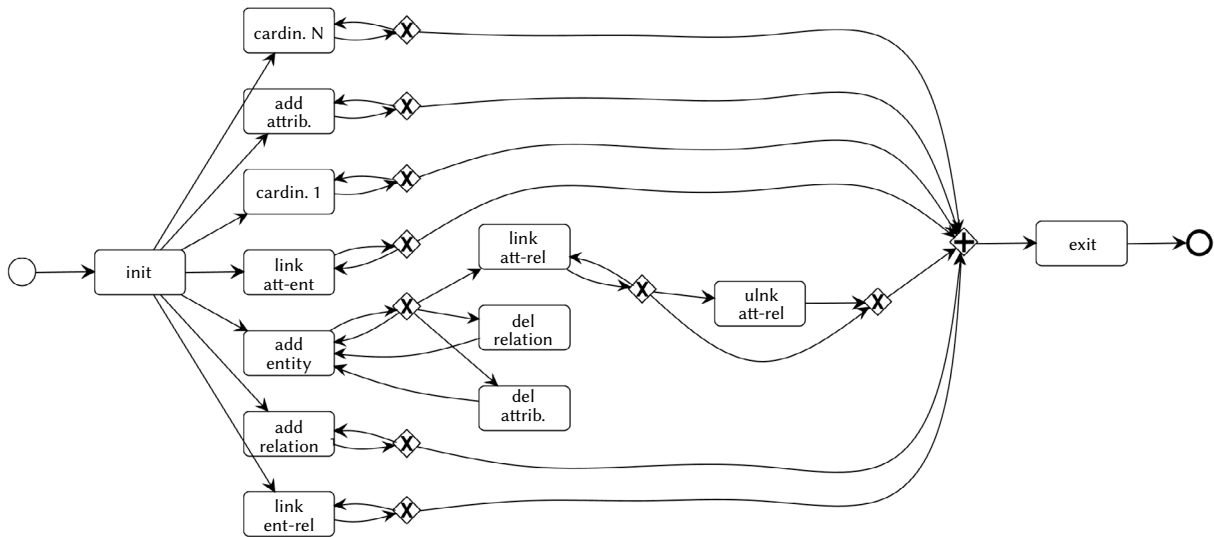 cardin. N
add
attrib.
cardin. 1
init
link
att-ent
link
att-rel
exit
ulnk
att-rel
add
entity
del
relation
del
attrib.
add
relation
link
ent-rel